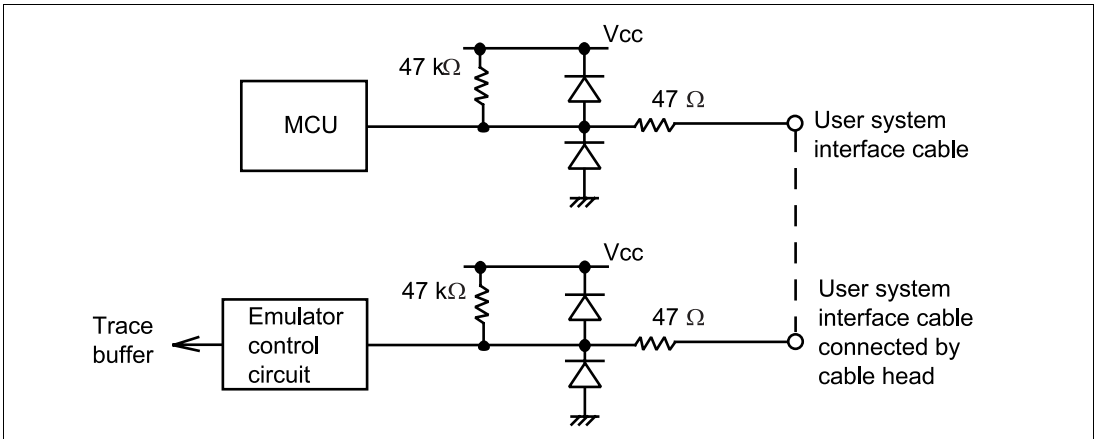 Vcc
47 kΩ
MCU
47 Ω
User system
interface cable
Vcc
47 kΩ
47 Ω
Trace
buffer
Emulator
control
circuit
User system
interface cable
connected by
cable head